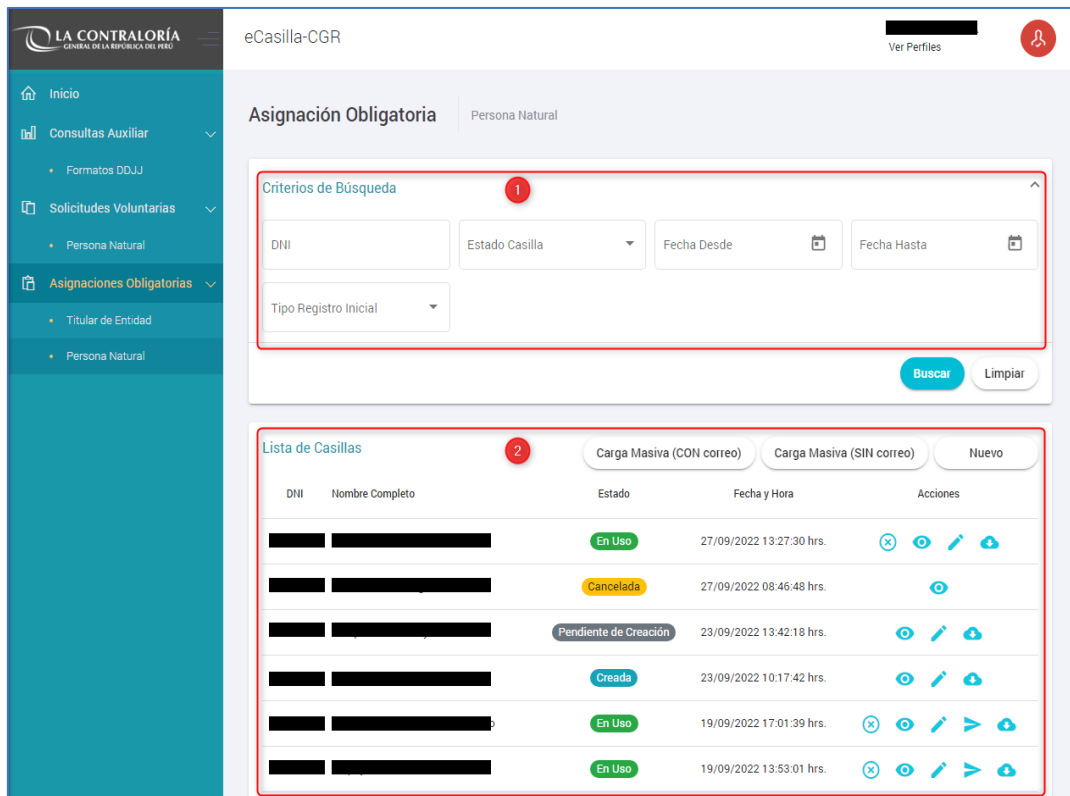 LA CONTRALORÍA
GENERAL DE LA REPÚBLICA DEL PERÚ
eCasilla-CGR
Ver Perfiles
Inicio
Consultas Auxiliar
Formatos DDJJ
Solicitudes Voluntarias
Persona Natural
Asignaciones Obligatorias
Titular de Entidad
Persona Natural
Asignación Obligatoria Persona Natural
Criterios de Búsqueda 1
DNI Estado Casilla Fecha Desde Fecha Hasta
Tipo Registro Inicial
Buscar Limpiar
Lista de Casillas 2 Carga Masiva (CON correo) Carga Masiva (SIN correo) Nuevo
DNI Nombre Completo Estado Fecha y Hora Acciones
En Uso 27/09/2022 13:27:30 hrs.
Cancelada 27/09/2022 08:46:48 hrs.
Pendiente de Creación 23/09/2022 13:42:18 hrs.
Creada 23/09/2022 10:17:42 hrs.
En Uso 19/09/2022 17:01:39 hrs.
En Uso 19/09/2022 13:53:01 hrs.